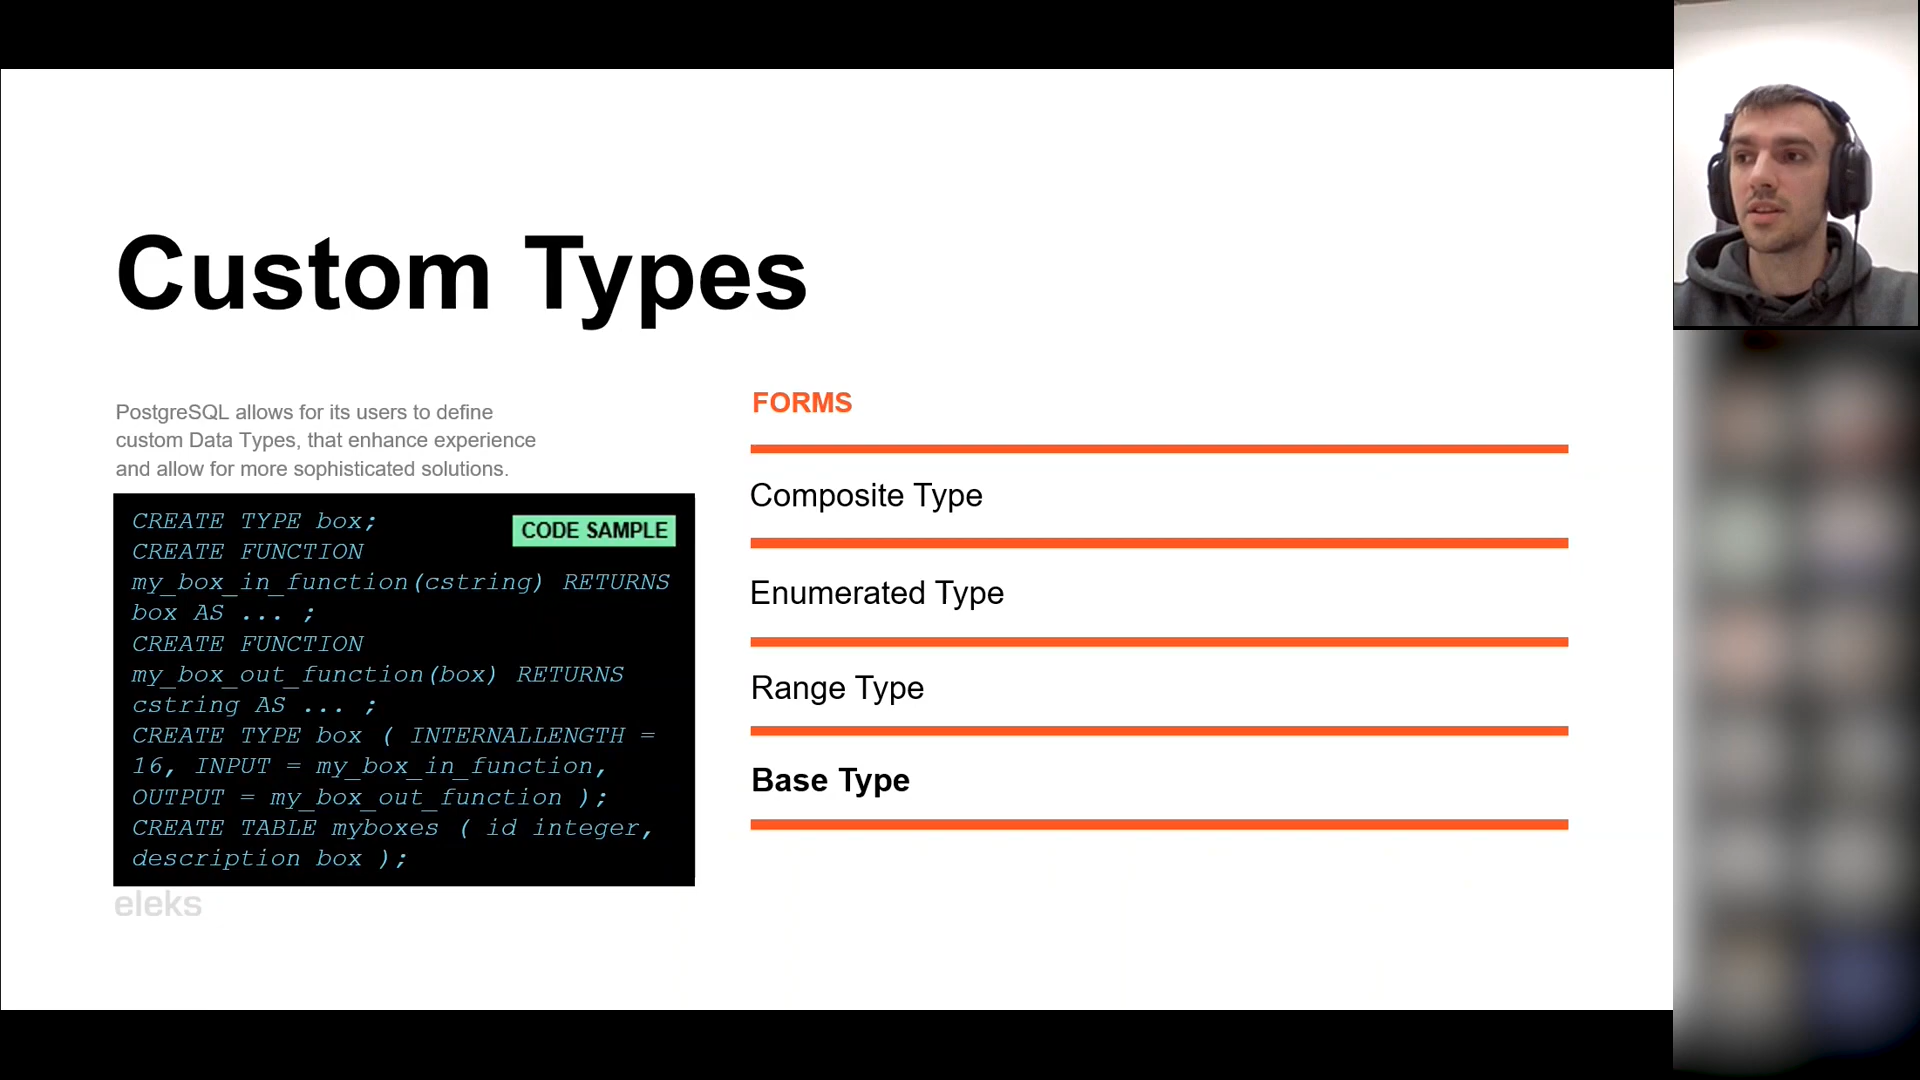 Custom Types
PostgreSQL allows for its users to define
custom Data Types, that enhance experience
and allow for more sophisticated solutions.
CODE SAMPLE
CREATE TYPE box;
CREATE FUNCTION
my_box_in_function(cstring) RETURNS
box AS ... ;
CREATE FUNCTION
my_box_out_function(box) RETURNS
cstring AS ... ;
CREATE TYPE box ( INTERNALLENGTH =
16, INPUT = my_box_in_function,
OUTPUT = my_box_out_function );
CREATE TABLE myboxes ( id integer,
description box );
eleks
FORMS
Composite Type
Enumerated Type
Range Type
Base Type